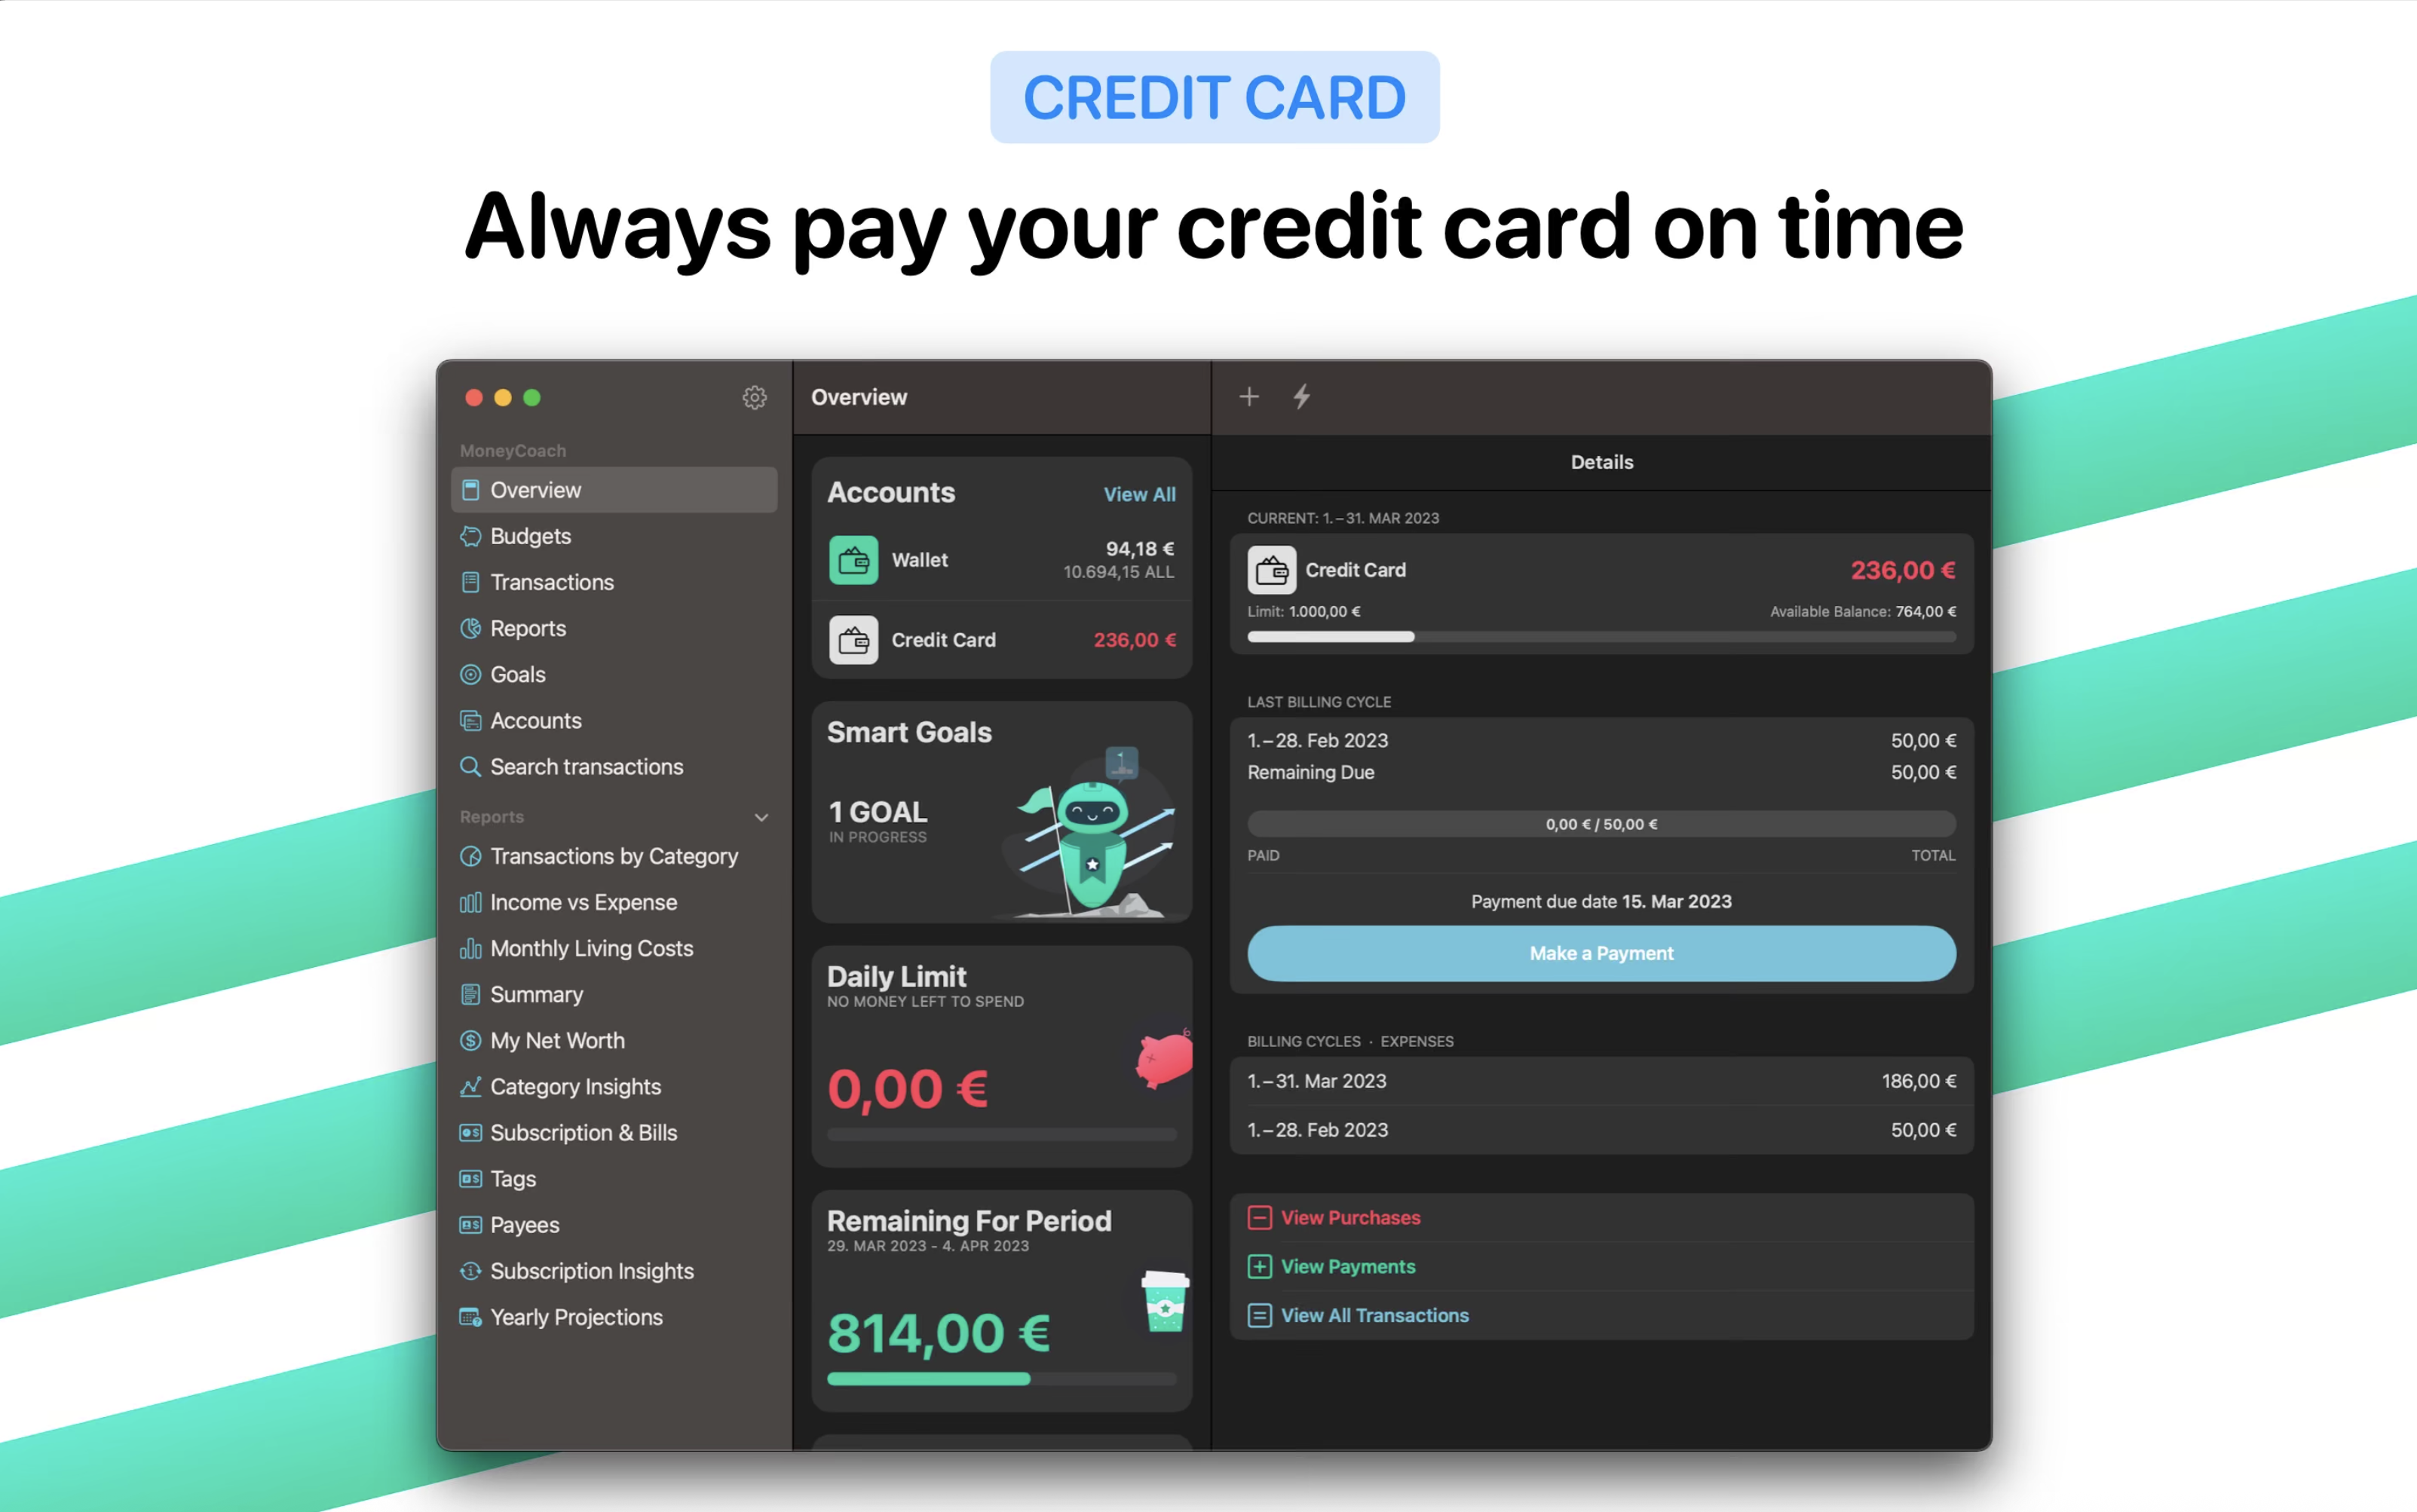 CREDIT CARD
Always pay your credit card on time
MoneyCoach
Overview
Budgets
Transactions
Reports
Goals
Accounts
Search transactions
Reports
Transactions by Category
Income vs Expense
Monthly Living Costs
Summary
My Net Worth
Category Insights
Subscription & Bills
Tags
Payees
Subscription Insights
Yearly Projections
Overview
Accounts View All
Wallet 94,18 €
10.694,15 ALL
Credit Card 236,00 €
Smart Goals
1 GOAL
IN PROGRESS
Daily Limit
NO MONEY LEFT TO SPEND
0,00 €
Remaining For Period
29. MAR 2023 - 4. APR 2023
814,00 €
Details
CURRENT: 1. – 31. MAR 2023
Credit Card 236,00 €
Limit: 1.000,00 € Available Balance: 764,00 €
LAST BILLING CYCLE
1. – 28. Feb 2023 50,00 €
Remaining Due 50,00 €
0,00 € / 50,00 €
PAID TOTAL
Payment due date 15. Mar 2023
Make a Payment
BILLING CYCLES · EXPENSES
1. – 31. Mar 2023 186,00 €
1. – 28. Feb 2023 50,00 €
View Purchases
View Payments
View All Transactions